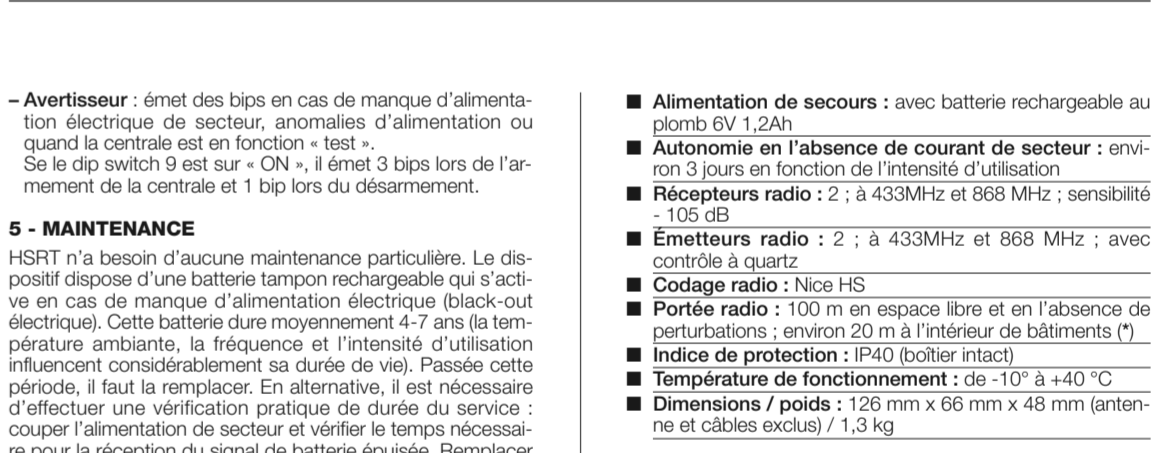 – Avertisseur : émet des bips en cas de manque d'alimenta-
tion électrique de secteur, anomalies d'alimentation ou
quand la centrale est en fonction « test ».
Se le dip switch 9 est sur « ON », il émet 3 bips lors de l'ar-
mement de la centrale et 1 bip lors du désarmement.
5 - MAINTENANCE
HSRT n'a besoin d'aucune maintenance particulière. Le dis-
positif dispose d'une batterie tampon rechargeable qui s'acti-
ve en cas de manque d'alimentation électrique (black-out
électrique). Cette batterie dure moyennement 4-7 ans (la tem-
pérature ambiante, la fréquence et l'intensité d'utilisation
influencent considérablement sa durée de vie). Passée cette
période, il faut la remplacer. En alternative, il est nécessaire
d'effectuer une vérification pratique de durée du service :
couper l'alimentation de secteur et vérifier le temps nécessai-
re pour la réception du signal de batterie épuisée. Remplacer
■ Alimentation de secours : avec batterie rechargeable au
plomb 6V 1,2Ah
■ Autonomie en l'absence de courant de secteur : envi-
ron 3 jours en fonction de l'intensité d'utilisation
■ Récepteurs radio : 2 ; à 433MHz et 868 MHz ; sensibilité
- 105 dB
■ Émetteurs radio : 2 ; à 433MHz et 868 MHz ; avec
contrôle à quartz
■ Codage radio : Nice HS
■ Portée radio : 100 m en espace libre et en l'absence de
perturbations ; environ 20 m à l'intérieur de bâtiments (*)
■ Indice de protection : IP40 (boîtier intact)
■ Température de fonctionnement : de -10° à +40 °C
■ Dimensions / poids : 126 mm x 66 mm x 48 mm (anten-
ne et câbles exclus) / 1,3 kg